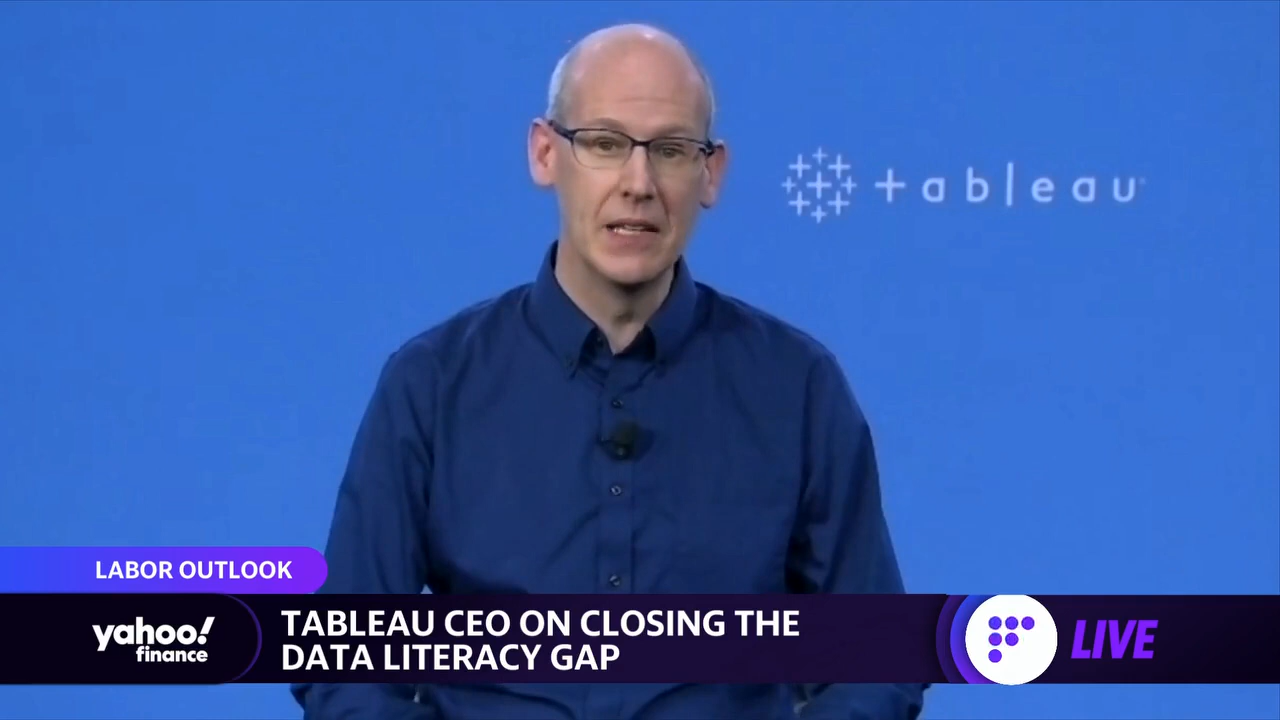 +ableau
LABOR OUTLOOK
yahoo!
finance
TABLEAU CEO ON CLOSING THE
DATA LITERACY GAP
LIVE